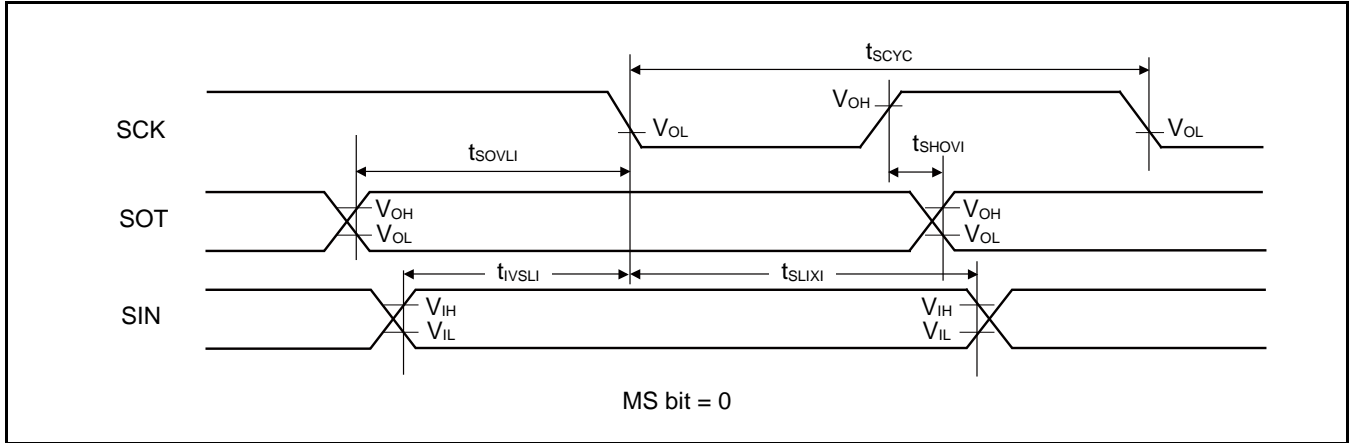 tSCYC
SCK
VOH
VOL
VOL
tSOVLI
tSHOVI
SOT
VOH
VOL
VOH
VOL
tIVSLI
tSLIXI
SIN
VIH
VIL
VIH
VIL
MS bit = 0